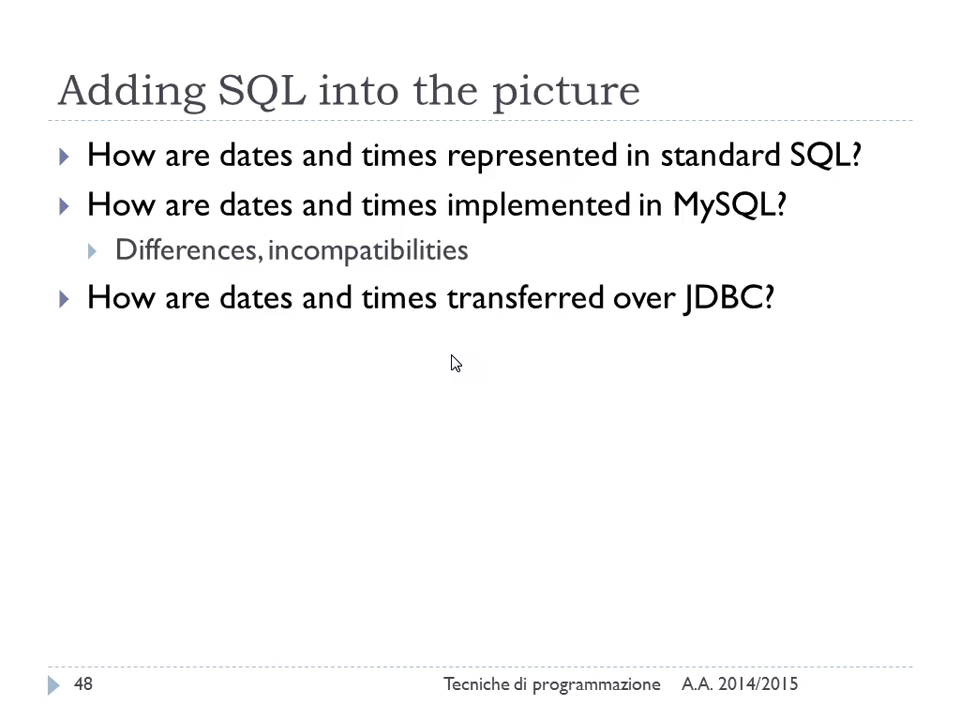 Adding SQL into the picture
How are dates and times represented in standard SQL?
How are dates and times implemented in MySQL?
Differences, incompatibilities
How are dates and times transferred over JDBC?
48 Tecniche di programmazione A.A. 2014/2015